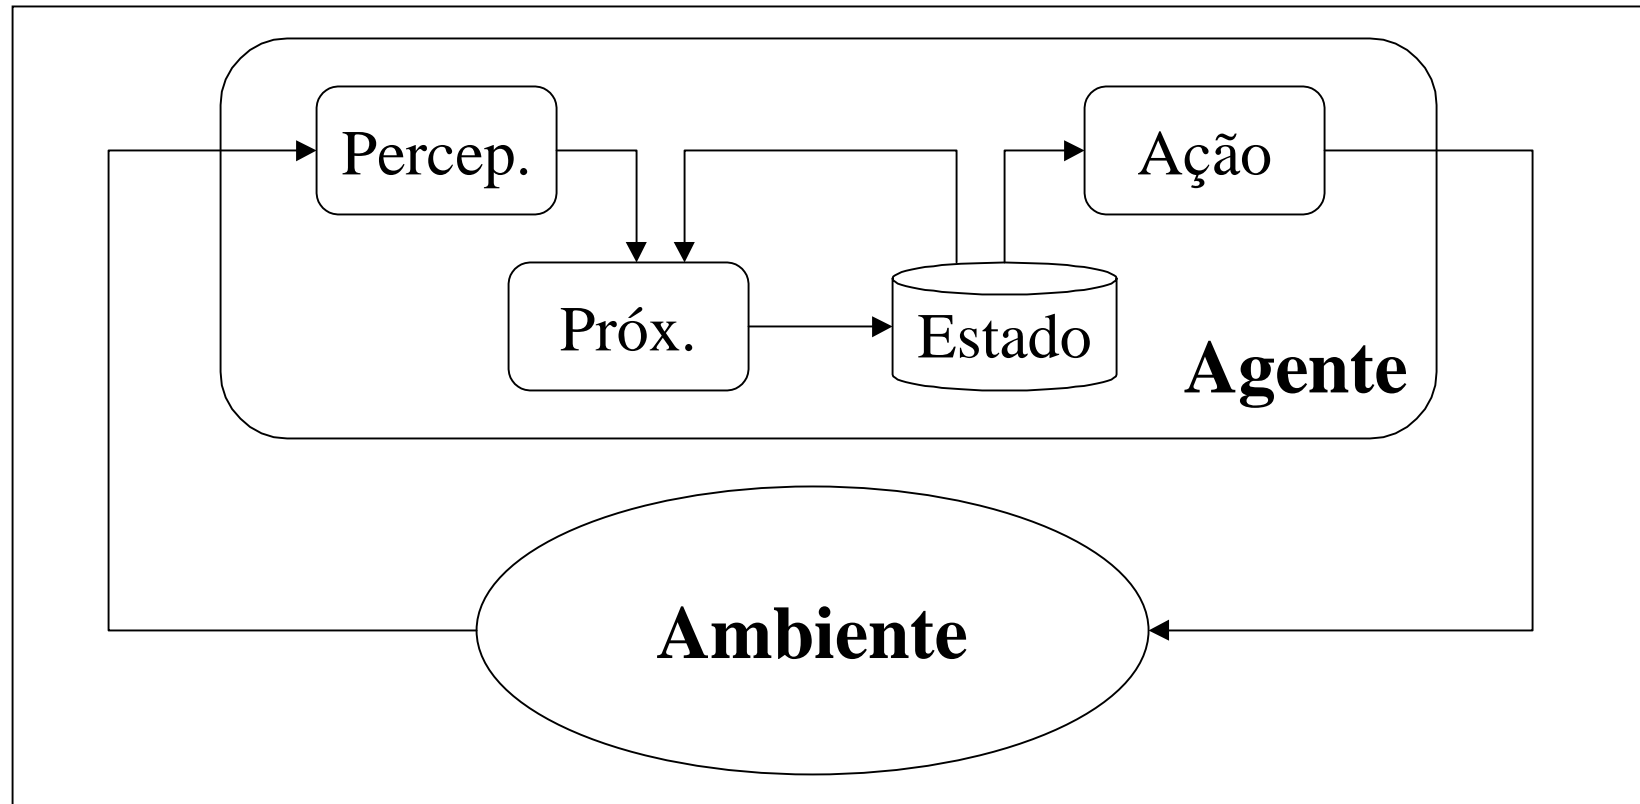 Percep.
Ação
Próx.
Estado
Agente
Ambiente